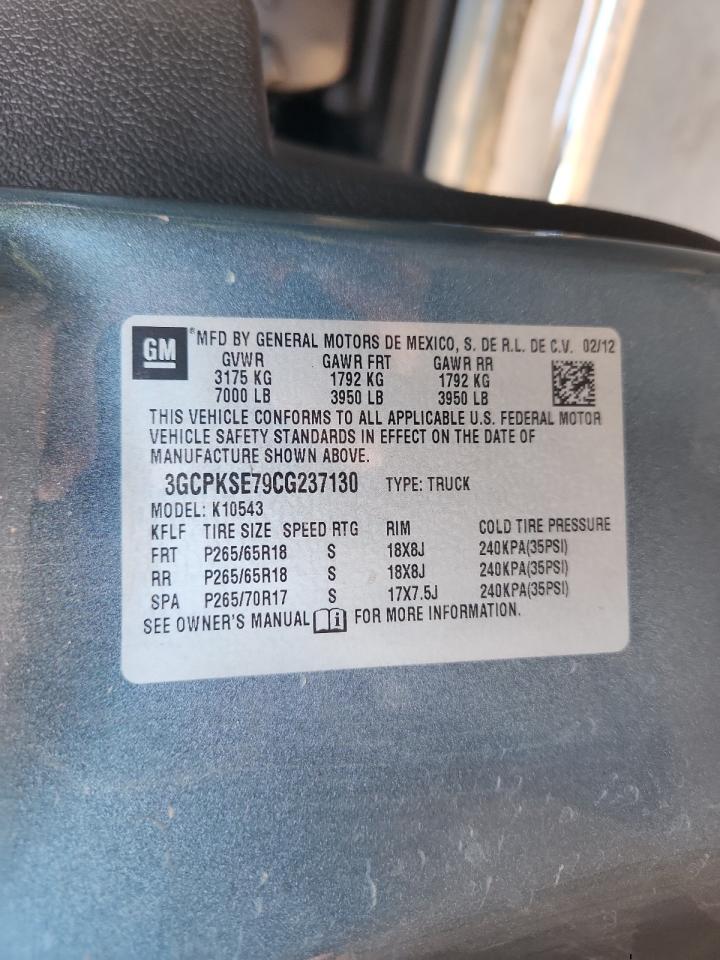 GM ® MFD BY GENERAL MOTORS DE MEXICO, S. DE R.L. DE C.V. 02/12
GVWR GAWR FRT GAWR RR
3175 KG 1792 KG 1792 KG
7000 LB 3950 LB 3950 LB
THIS VEHICLE CONFORMS TO ALL APPLICABLE U.S. FEDERAL MOTOR
VEHICLE SAFETY STANDARDS IN EFFECT ON THE DATE OF
MANUFACTURE SHOWN ABOVE.
3GCPKSE79CG237130 TYPE: TRUCK
MODEL: K10543
KFLF TIRE SIZE SPEED RTG RIM COLD TIRE PRESSURE
FRT P265/65R18 S 18X8J 240KPA(35PSI)
RR P265/65R18 S 18X8J 240KPA(35PSI)
SPA P265/70R17 S 17X7.5J 240KPA(35PSI)
SEE OWNER'S MANUAL i FOR MORE INFORMATION.